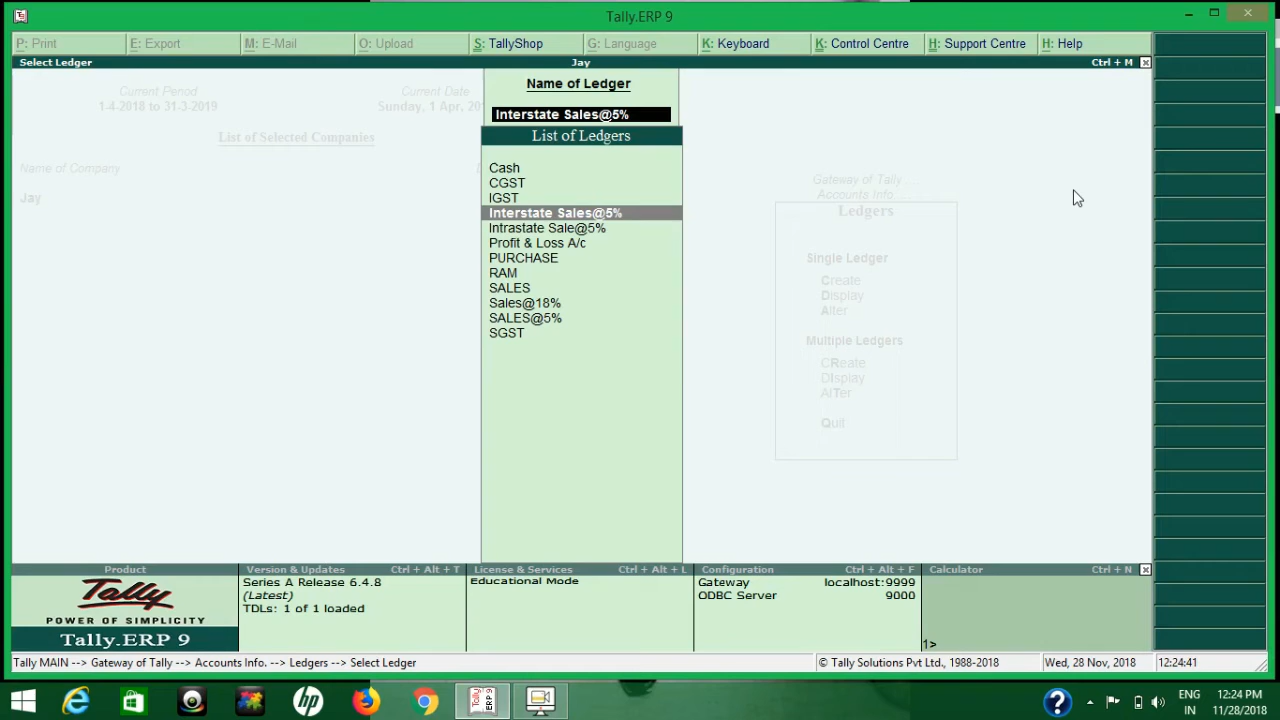 Tally.ERP 9
P: Print
E: Export
M: E-Mail
O: Upload
S: TallyShop
G: Language
K: Keyboard
K: Control Centre
H: Support Centre
H: Help
Select Ledger
Jay
Ctrl + M
Current Period
1-4-2018 to 31-3-2019
Current Date
Sunday, 1 Apr, 20
List of Selected Companies
Name of Company
Jay
Name of Ledger
Interstate Sales@5%
List of Ledgers
Cash
CGST
IGST
Interstate Sales@5%
Intrastate Sale@5%
Profit & Loss A/c
PURCHASE
RAM
SALES
Sales@18%
SALES@5%
SGST
Gateway of Tally ....
Accounts Info ....
Ledgers
Single Ledger
Create
Display
Alter
Multiple Ledgers
CReate
DIsplay
AlTer
Quit
Product
Tally
POWER OF SIMPLICITY
Tally.ERP 9
Version & Updates
Ctrl + Alt + T
Series A Release 6.4.8
(Latest)
TDLs: 1 of 1 loaded
License & Services
Ctrl + Alt + L
Educational Mode
Configuration
Ctrl + Alt + F
Gateway localhost:9999
ODBC Server 9000
Calculator
Ctrl + N
1>
Tally MAIN --> Gateway of Tally --> Accounts Info. --> Ledgers --> Select Ledger
© Tally Solutions Pvt Ltd., 1988-2018
Wed, 28 Nov, 2018
12:24:41
hp
Tally
ERP 9
ENG
IN
12:24 PM
11/28/2018